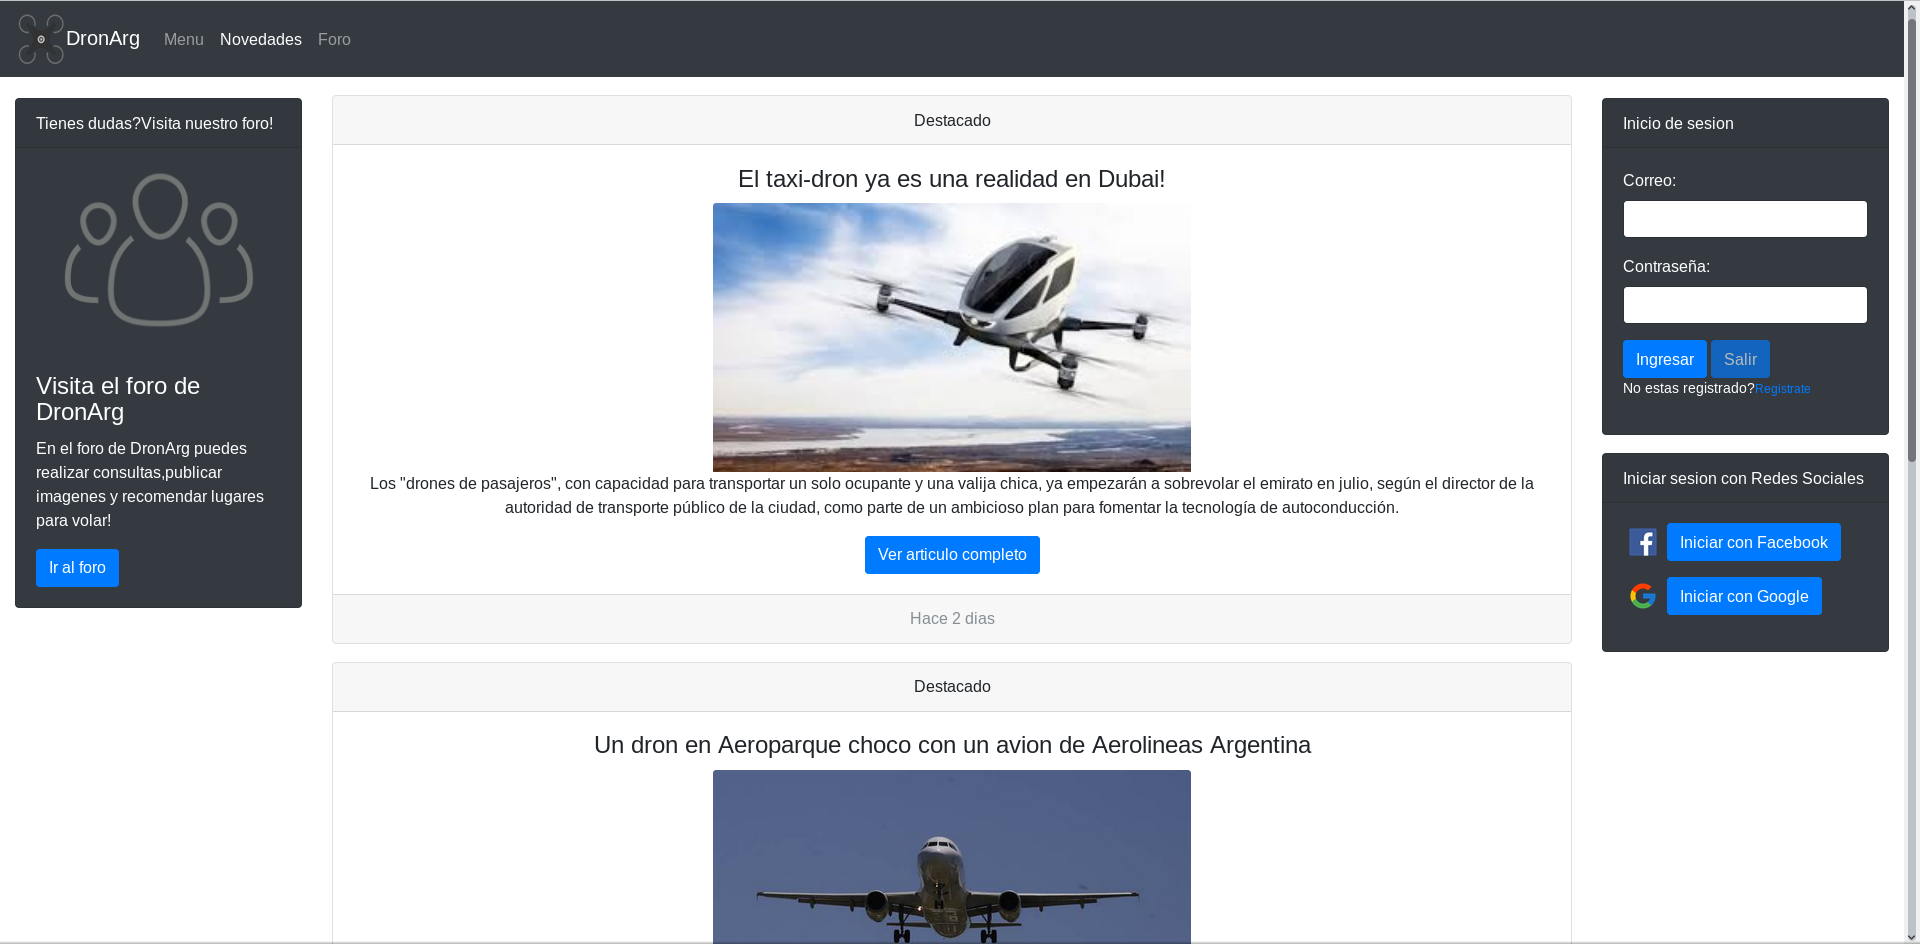 DronArg Menu Novedades Foro
Tienes dudas?Visita nuestro foro!
Visita el foro de
DronArg
En el foro de DronArg puedes
realizar consultas,publicar
imagenes y recomendar lugares
para volar!
Ir al foro
Destacado
El taxi-dron ya es una realidad en Dubai!
Los "drones de pasajeros", con capacidad para transportar un solo ocupante y una valija chica, ya empezarán a sobrevolar el emirato en julio, según el director de la
autoridad de transporte público de la ciudad, como parte de un ambicioso plan para fomentar la tecnología de autoconducción.
Ver articulo completo
Hace 2 dias
Destacado
Un dron en Aeroparque choco con un avion de Aerolineas Argentina
Inicio de sesion
Correo:
Contraseña:
Ingresar Salir
No estas registrado?Registrate
Iniciar sesion con Redes Sociales
Iniciar con Facebook
Iniciar con Google